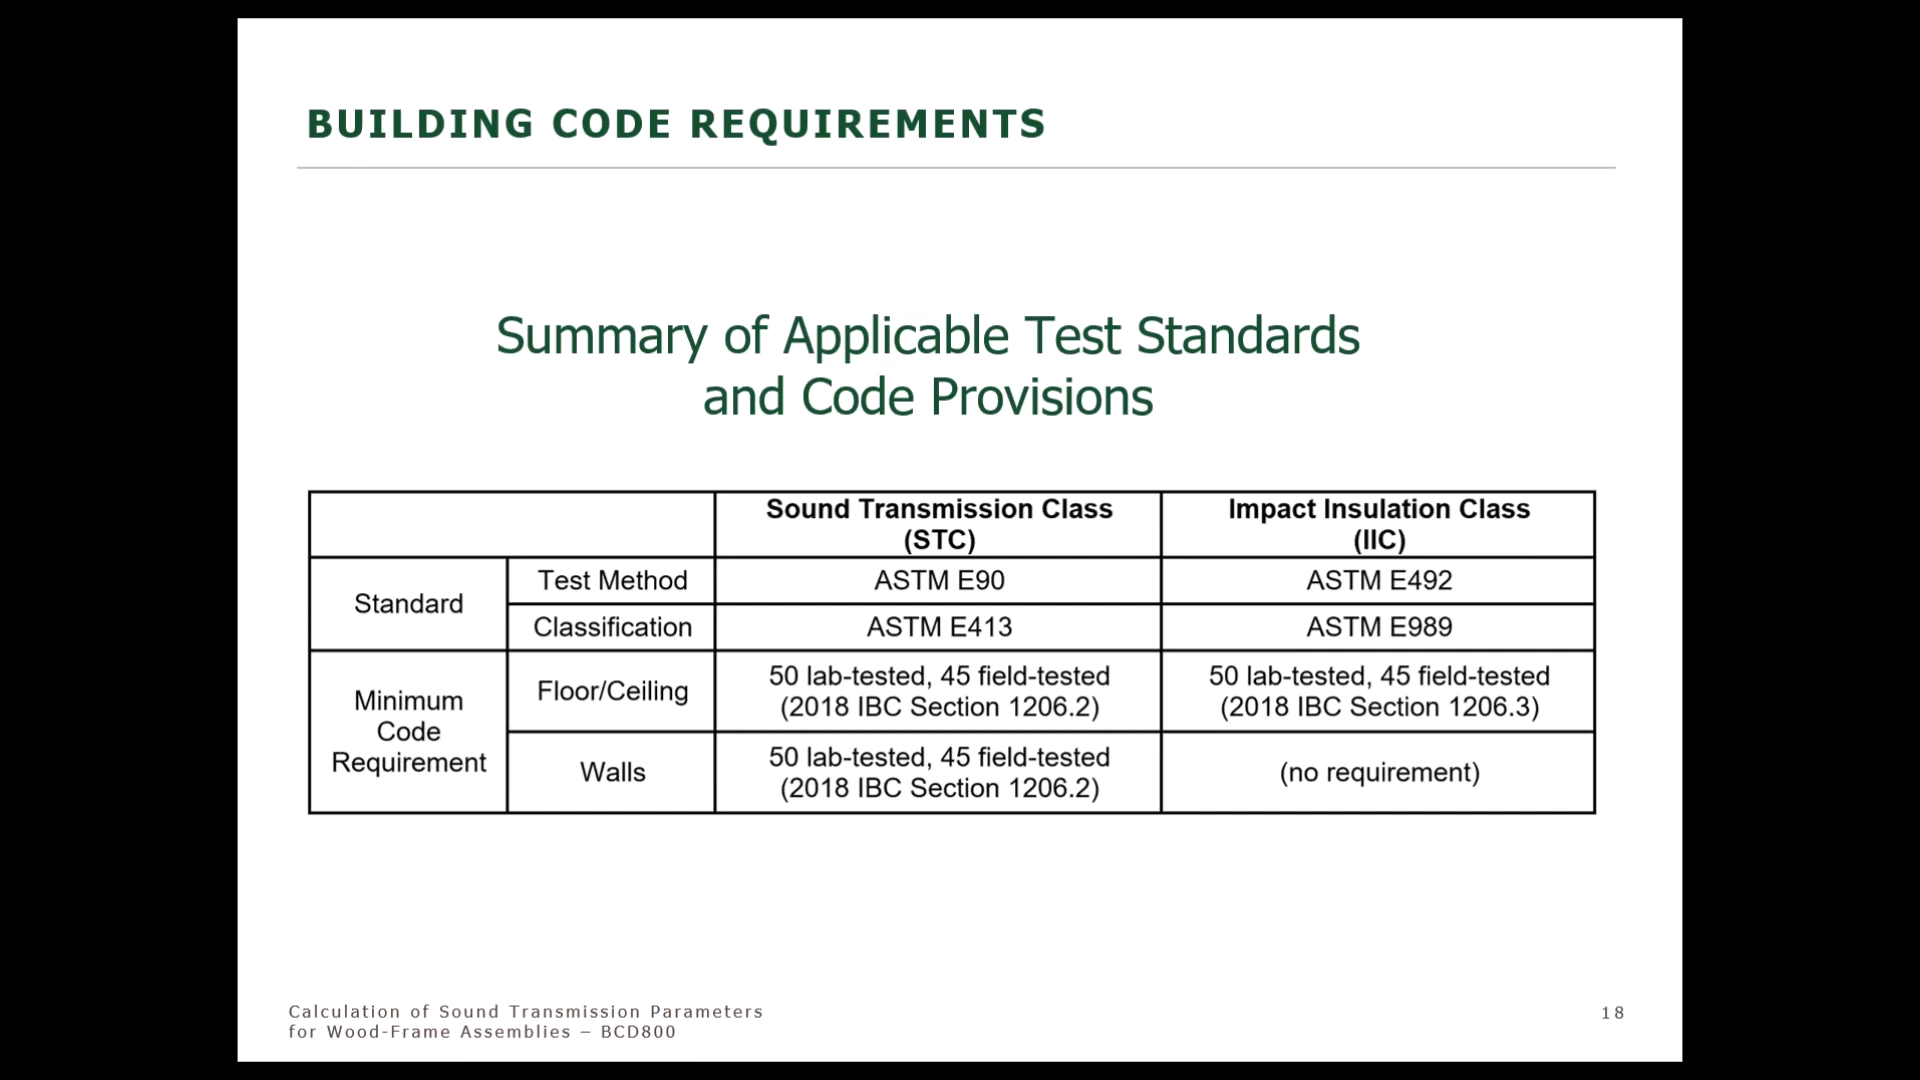 BUILDING CODE REQUIREMENTS
Summary of Applicable Test Standards
and Code Provisions
Sound Transmission Class
(STC)
Impact Insulation Class
(IIC)
Standard
Test Method
ASTM E90
ASTM E492
Classification
ASTM E413
ASTM E989
Minimum
Code
Requirement
Floor/Ceiling
50 lab-tested, 45 field-tested
(2018 IBC Section 1206.2)
50 lab-tested, 45 field-tested
(2018 IBC Section 1206.3)
Walls
50 lab-tested, 45 field-tested
(2018 IBC Section 1206.2)
(no requirement)
Calculation of Sound Transmission Parameters
for Wood-Frame Assemblies – BCD800
18